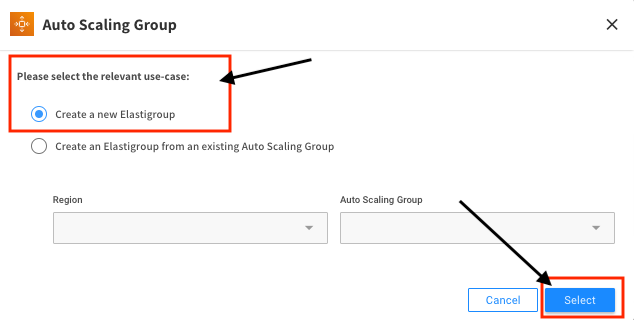 Auto Scaling Group
Please select the relevant use-case:
Create a new Elastigroup
Create an Elastigroup from an existing Auto Scaling Group
Region Auto Scaling Group
Cancel Select